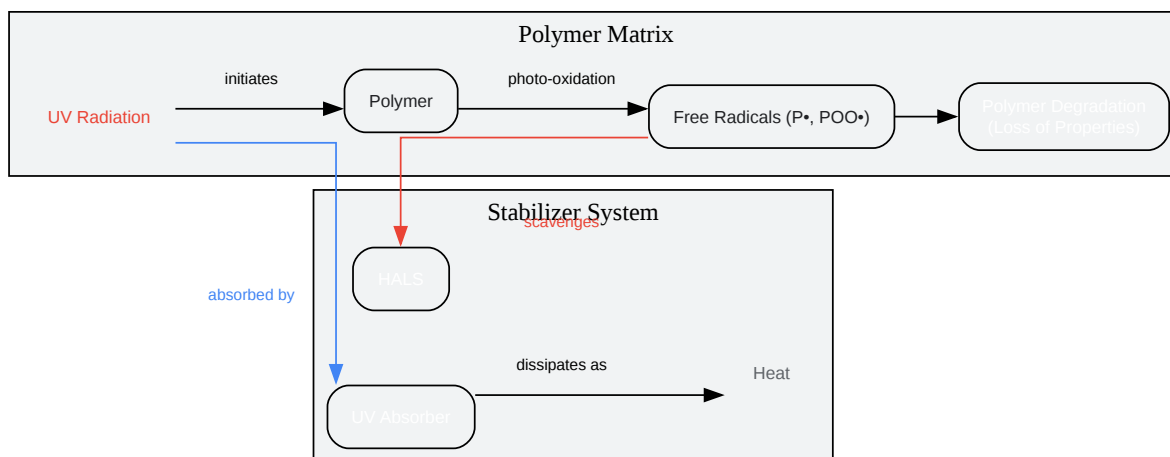 Polymer Matrix
initiates
photo-oxidation
UV Radiation
Polymer
Free Radicals (P•, POO•)
Polymer Degradation
(Loss of Properties)
Stabilizer System
scavenges
HALS
absorbed by
dissipates as
Heat
UV Absorber